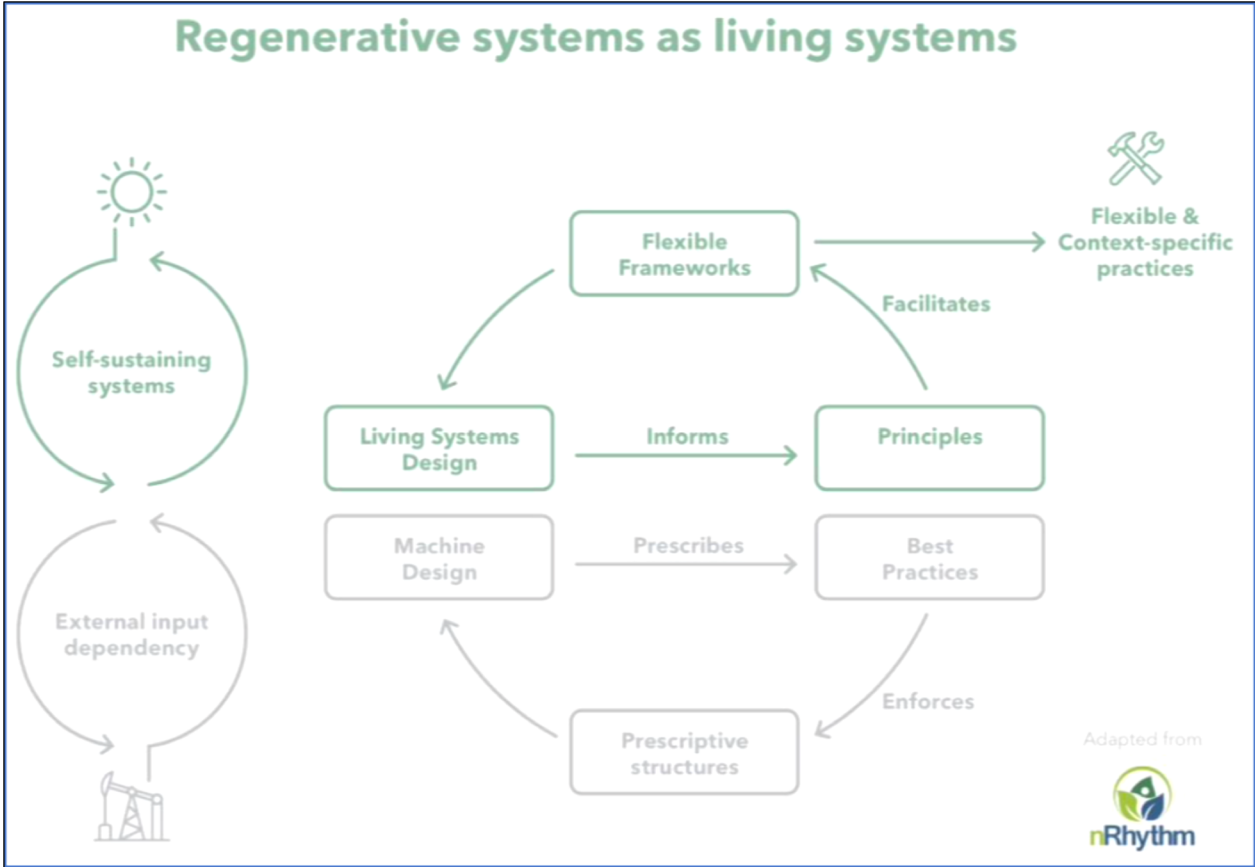 Regenerative systems as living systems
Flexible
Frameworks
Flexible &
Context-specific
practices
Facilitates
Self-sustaining
systems
Living Systems
Design
Informs
Principles
Machine
Design
Prescribes
Best
Practices
External input
dependency
Enforces
Prescriptive
structures
Adapted from
nRhythm